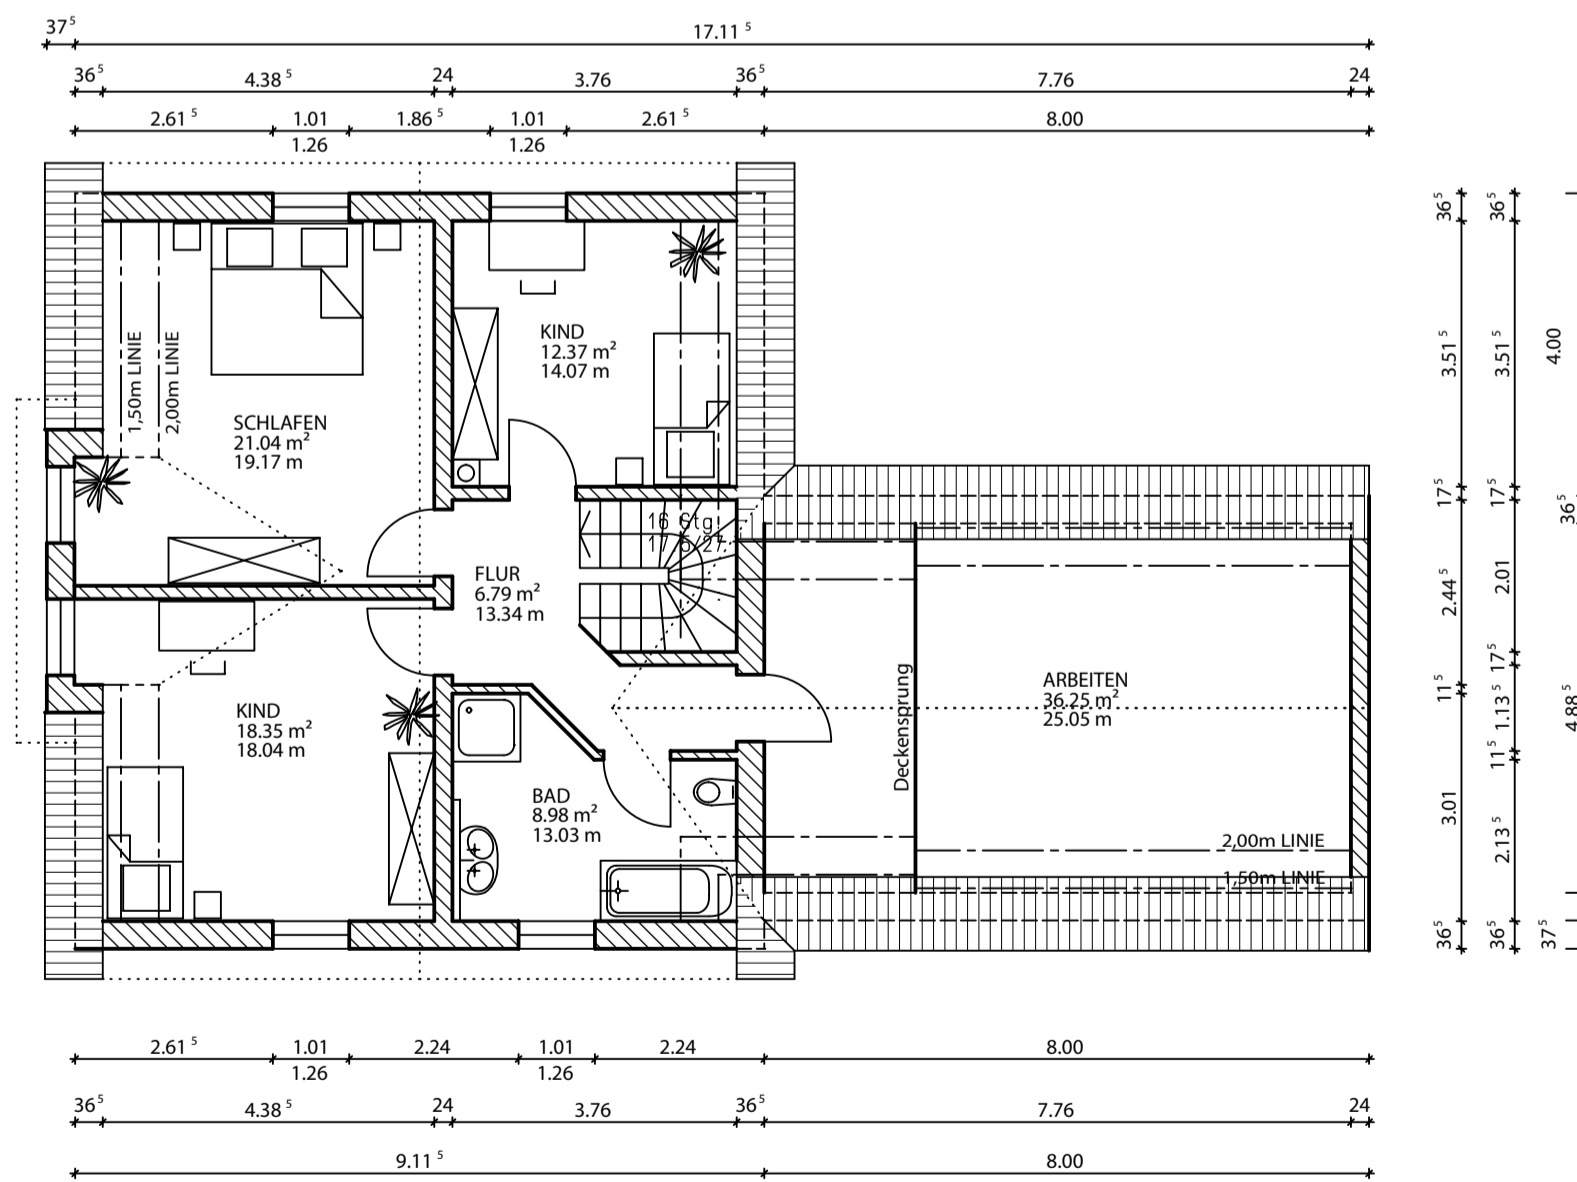 37⁵
17.11⁵
36⁵ 4.38⁵ 24 3.76 36⁵ 7.76 24
2.61⁵ 1.01 1.86⁵ 1.01 2.61⁵ 8.00
1.26 1.26
1,50m LINIE
2,00m LINIE
SCHLAFEN
21.04 m²
19.17 m
KIND
12.37 m²
14.07 m
16 Stg.
FLUR
6.79 m²
13.34 m
KIND
18.35 m²
18.04 m
BAD
8.98 m²
13.03 m
Deckensprung
ARBEITEN
36.25 m²
25.05 m
2,00m LINIE
1,50m LINIE
36⁵
3.51⁵
17⁵
2.44⁵
11⁵
3.01
36⁵
36⁵
3.51⁵
17⁵
2.01
17⁵
1.13⁵
11⁵
2.13⁵
36⁵
4.00
36⁵
4.88⁵
37⁵
2.61⁵ 1.01 2.24 1.01 2.24 8.00
1.26 1.26
36⁵ 4.38⁵ 24 3.76 36⁵ 7.76 24
9.11⁵ 8.00